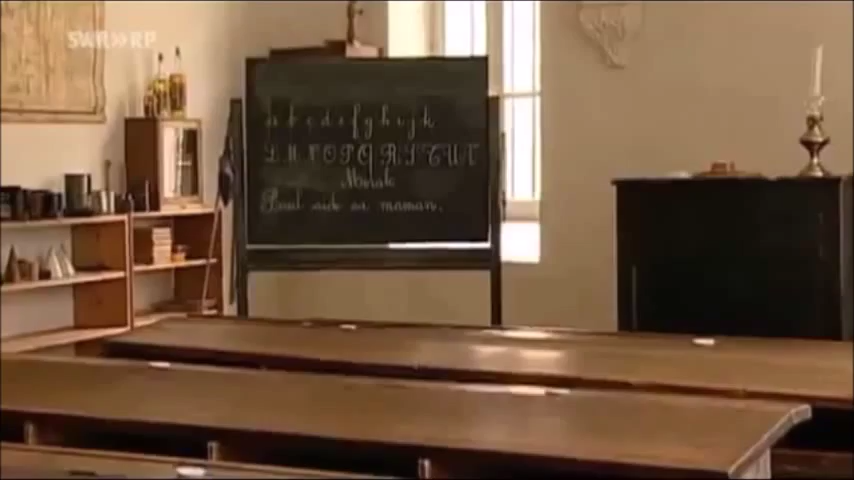 SWR»RP
a b c d e f g h i j k
L M N O P Q R S T U V
Morale
Paul aide sa maman.